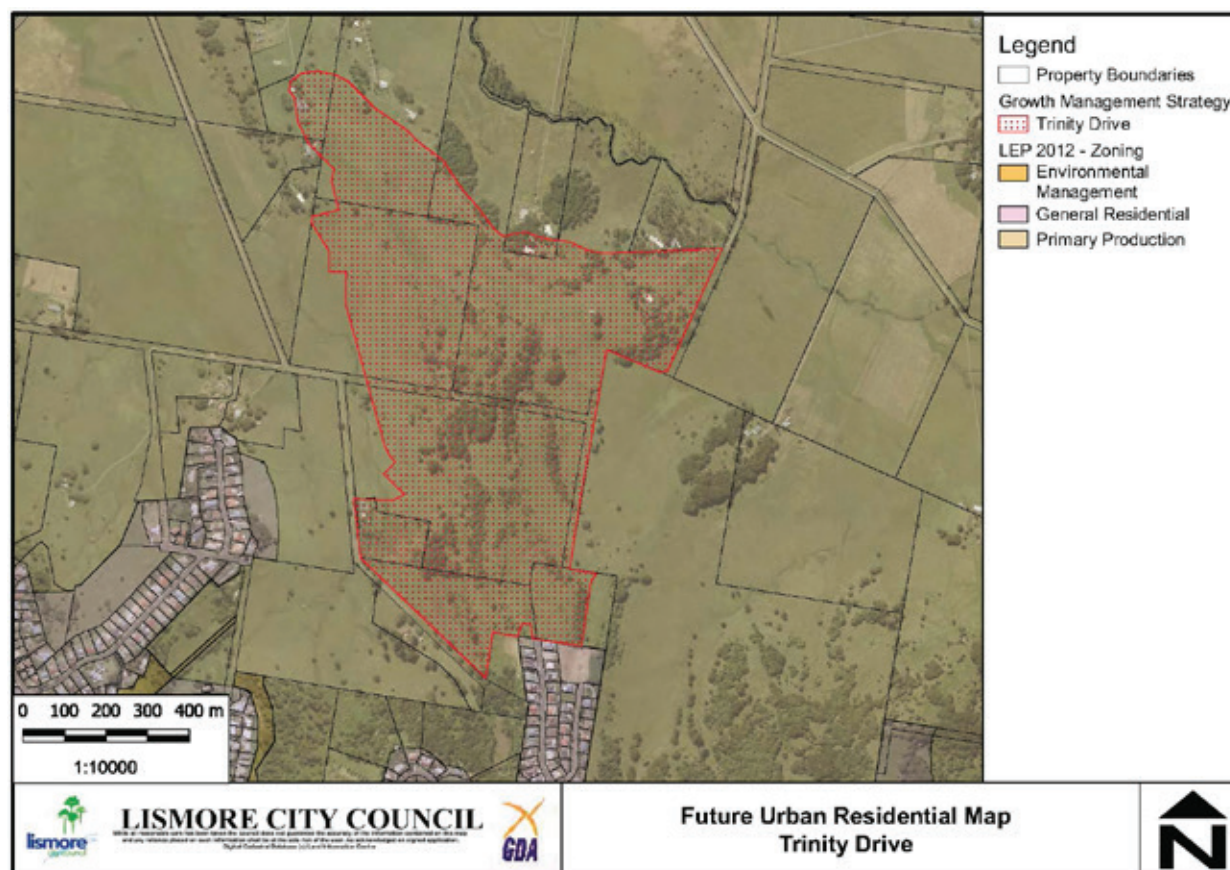 Legend
Property Boundaries
Growth Management Strategy
Trinity Drive
LEP 2012 - Zoning
Environmental
Management
General Residential
Primary Production
0 100 200 300 400 m
1:10000
lismore
LISMORE CITY COUNCIL
GDA
Future Urban Residential Map
Trinity Drive
N